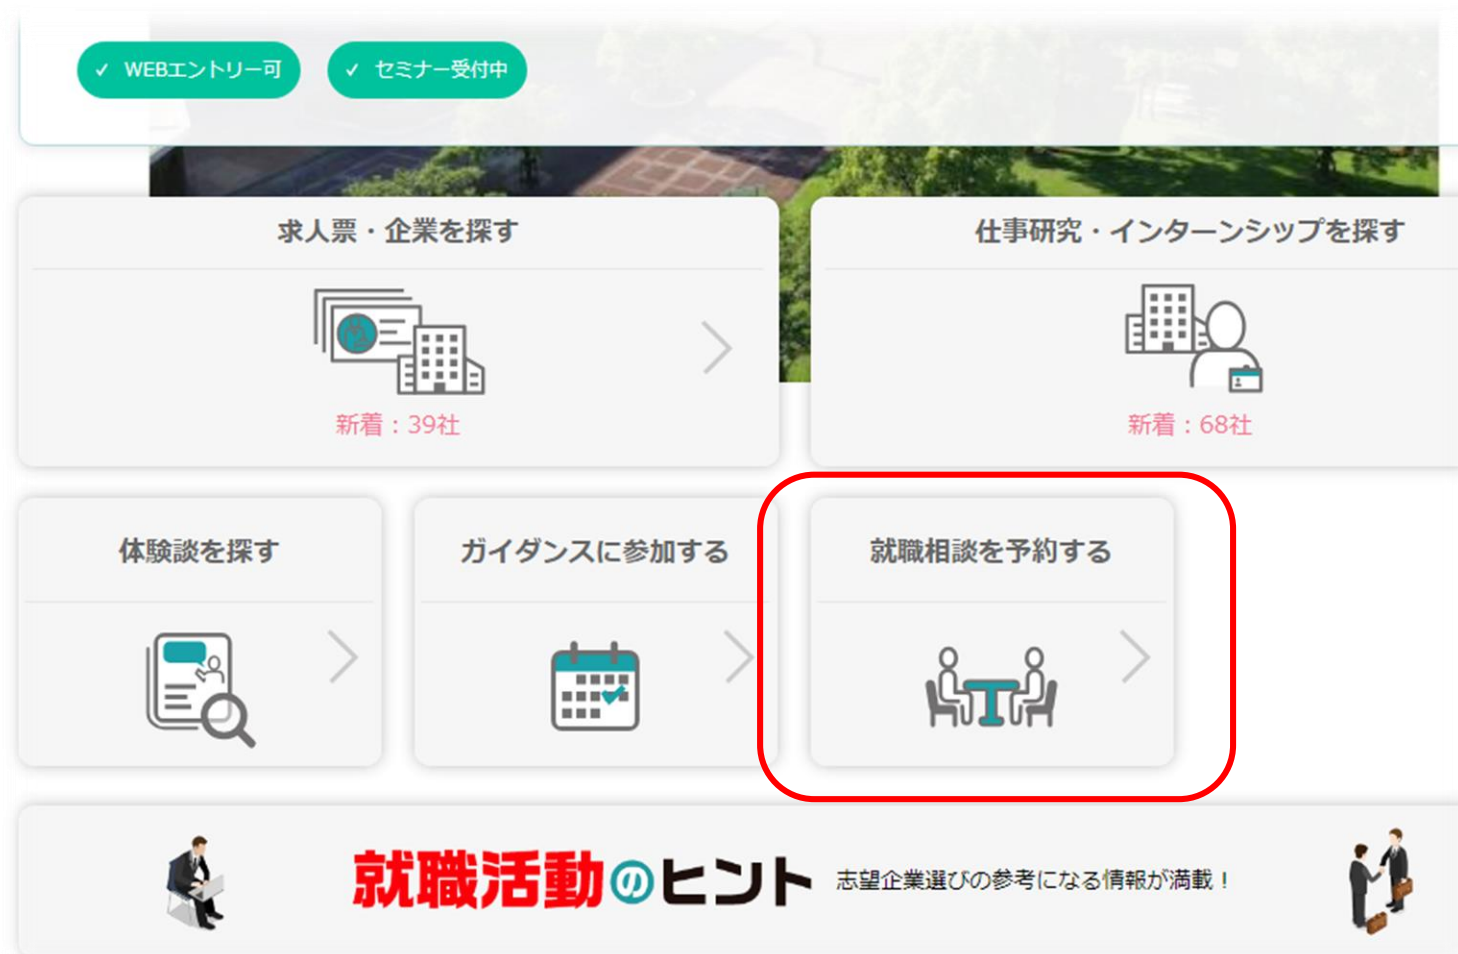 ✓ WEBエントリー可
✓ セミナー受付中
求人票・企業を探す
仕事研究・インターンシップを探す
新着：39社
新着：68社
体験談を探す
ガイダンスに参加する
就職相談を予約する
就職活動のヒント 志望企業選びの参考になる情報が満載！